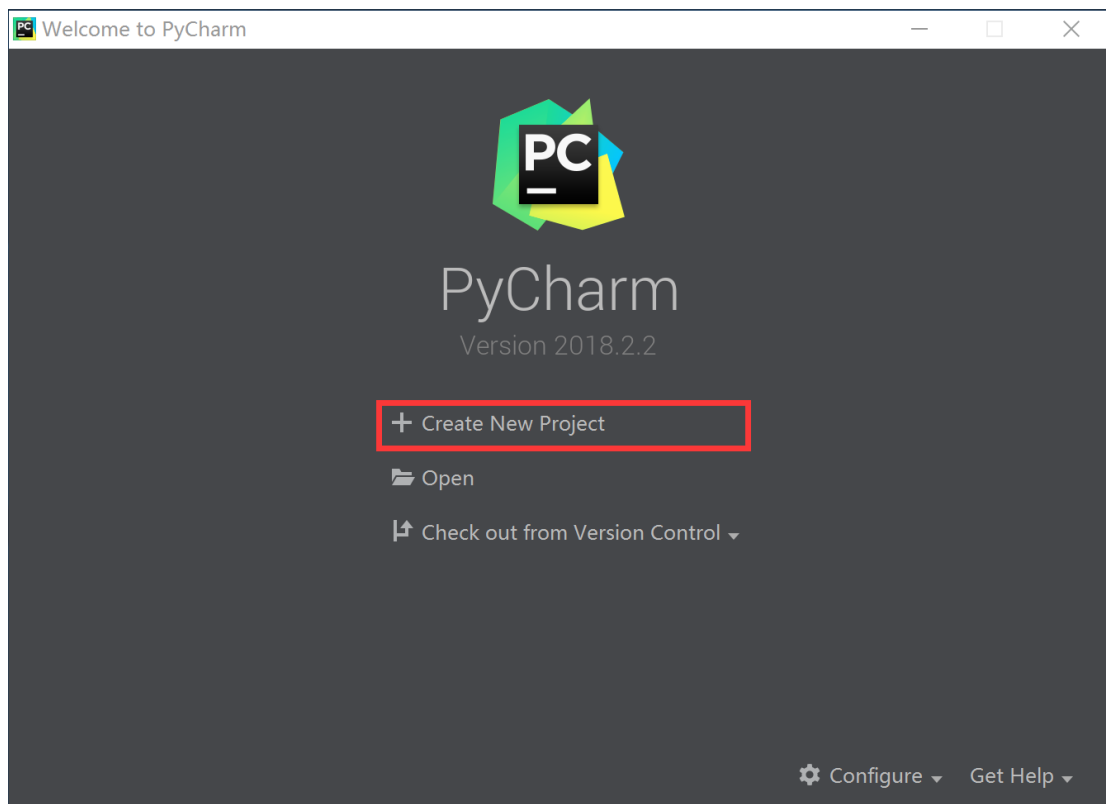 Welcome to PyCharm
PC
PyCharm
Version 2018.2.2
Create New Project
Open
Check out from Version Control
Configure Get Help